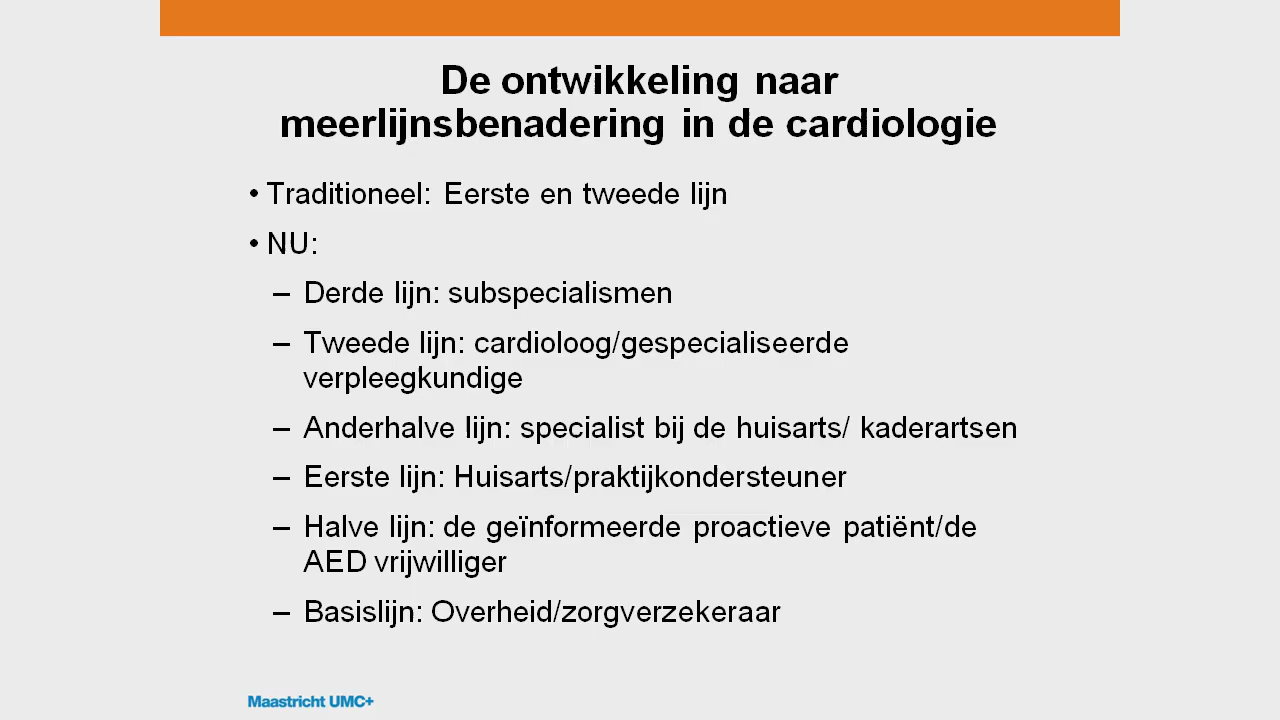 De ontwikkeling naar
meerlijnsbenadering in de cardiologie
• Traditioneel: Eerste en tweede lijn
• NU:
– Derde lijn: subspecialismen
– Tweede lijn: cardioloog/gespecialiseerde
verpleegkundige
– Anderhalve lijn: specialist bij de huisarts/ kaderartsen
– Eerste lijn: Huisarts/praktijkondersteuner
– Halve lijn: de geïnformeerde proactieve patiënt/de
AED vrijwilliger
– Basislijn: Overheid/zorgverzekeraar
Maastricht UMC+